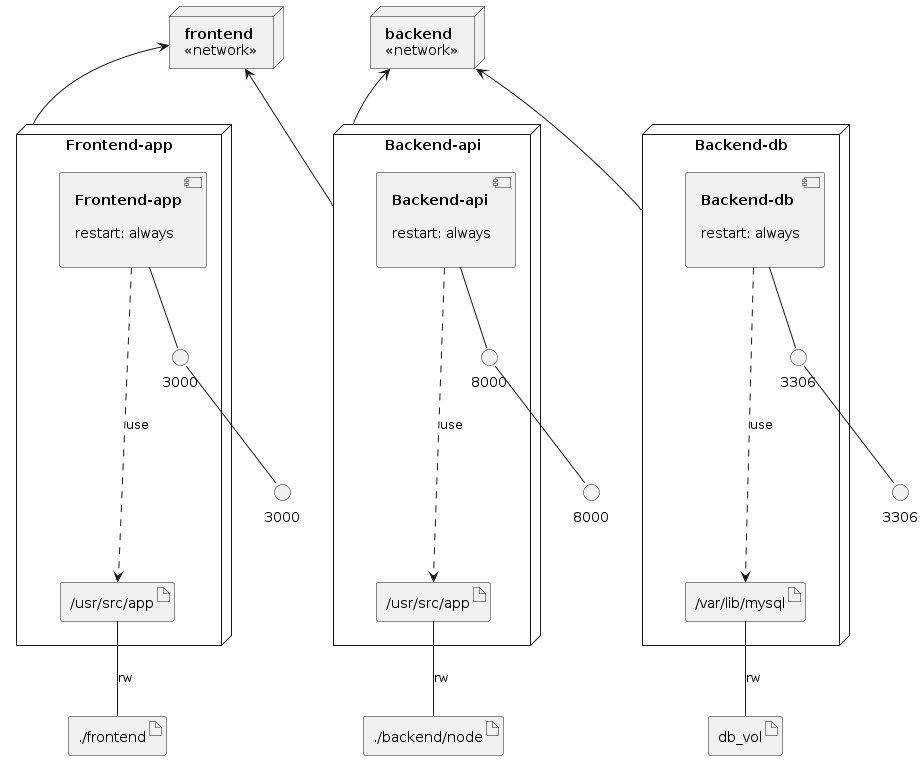 frontend
«network»
backend
«network»
Frontend-app
Backend-api
Backend-db
Frontend-app
restart: always
Backend-api
restart: always
Backend-db
restart: always
3000
8000
3306
use
use
use
3000
8000
3306
/usr/src/app
/usr/src/app
/var/lib/mysql
rw
rw
rw
./frontend
./backend/node
db_vol